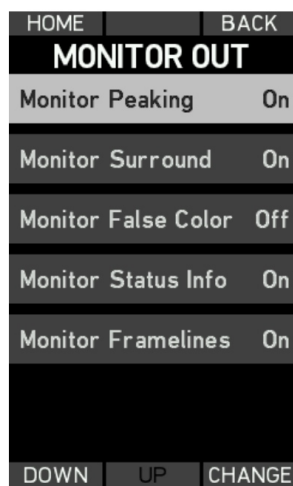 HOME BACK
MONITOR OUT
Monitor Peaking On
Monitor Surround On
Monitor False Color Off
Monitor Status Info On
Monitor Framelines On
DOWN UP CHANGE